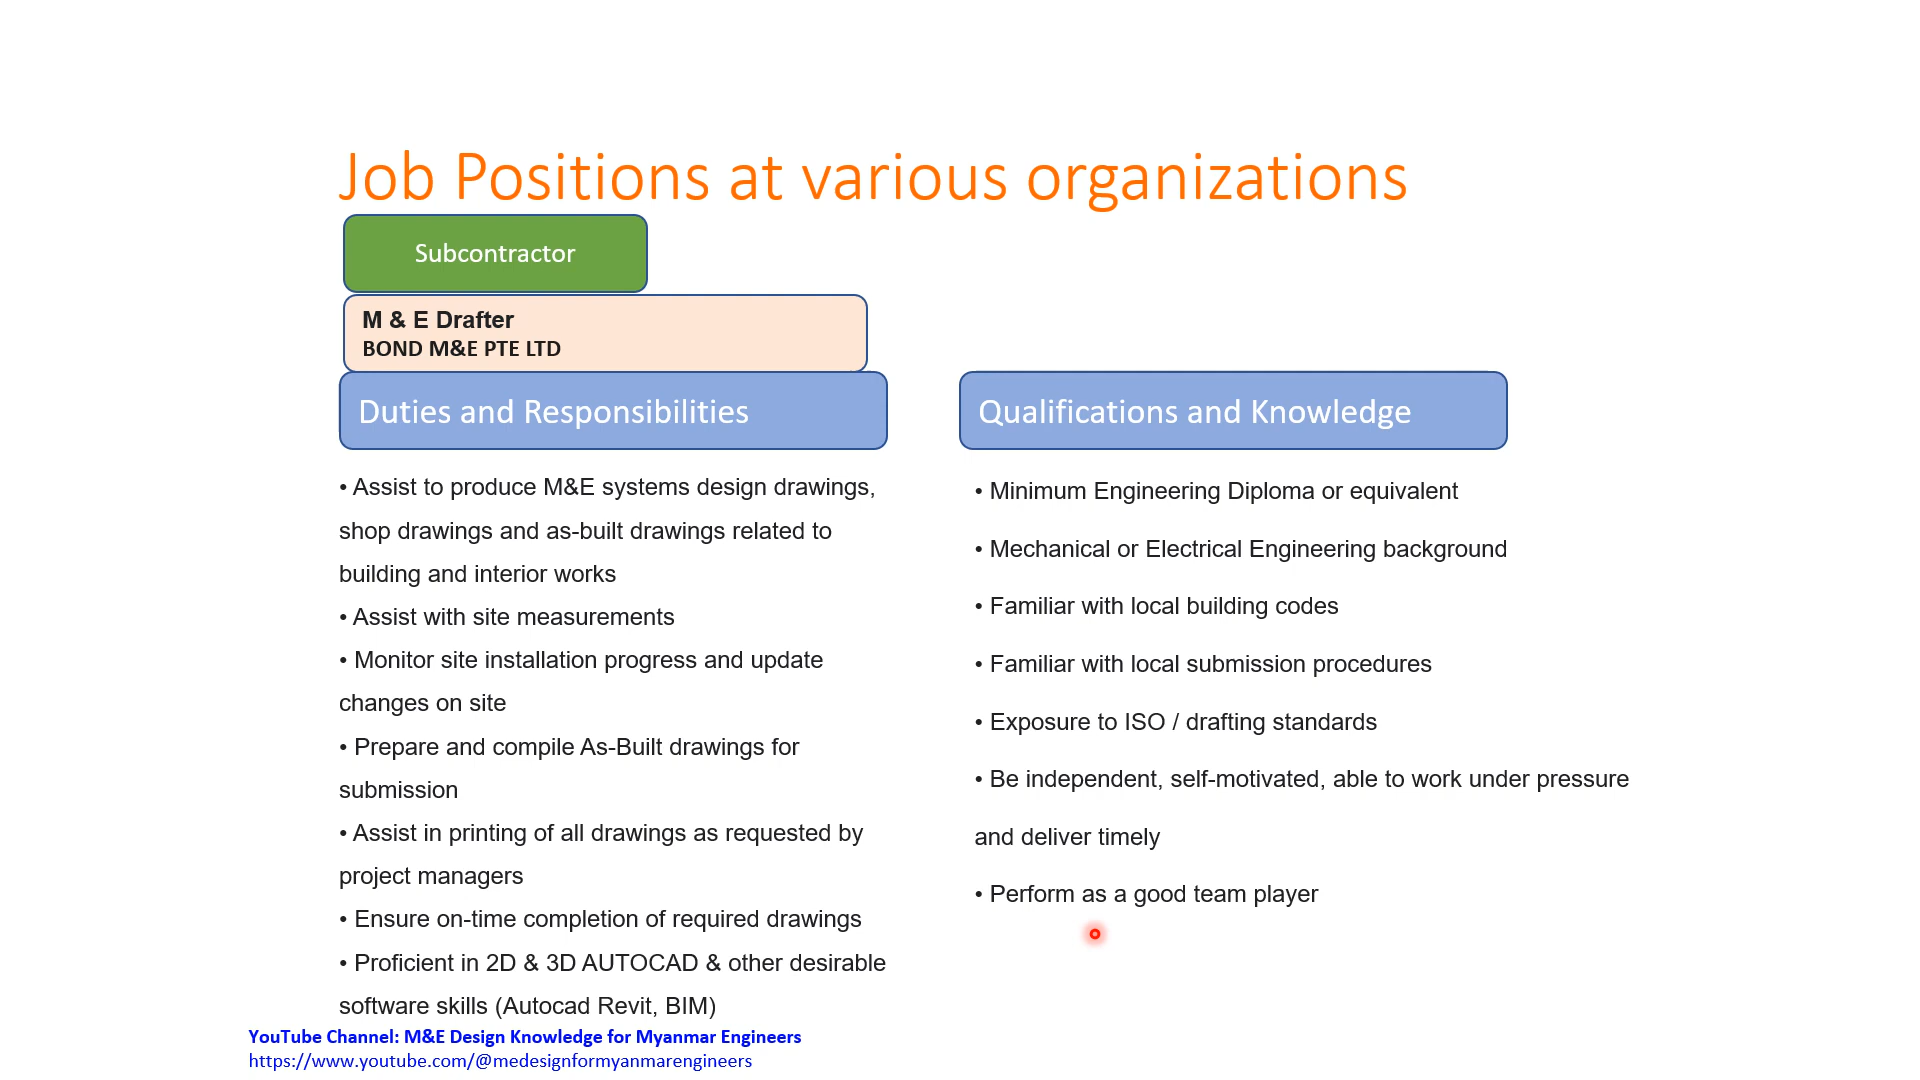 Job Positions at various organizations
Subcontractor
M & E Drafter
BOND M&E PTE LTD
Duties and Responsibilities
• Assist to produce M&E systems design drawings,
shop drawings and as-built drawings related to
building and interior works
• Assist with site measurements
• Monitor site installation progress and update
changes on site
• Prepare and compile As-Built drawings for
submission
• Assist in printing of all drawings as requested by
project managers
• Ensure on-time completion of required drawings
• Proficient in 2D & 3D AUTOCAD & other desirable
software skills (Autocad Revit, BIM)
Qualifications and Knowledge
• Minimum Engineering Diploma or equivalent
• Mechanical or Electrical Engineering background
• Familiar with local building codes
• Familiar with local submission procedures
• Exposure to ISO / drafting standards
• Be independent, self-motivated, able to work under pressure
and deliver timely
• Perform as a good team player
YouTube Channel: M&E Design Knowledge for Myanmar Engineers
https://www.youtube.com/@medesignformyanmarengineers